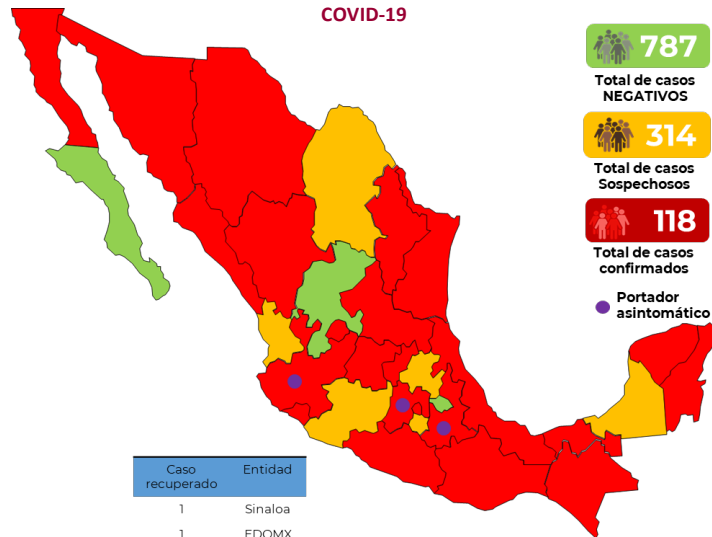 COVID-19
787
Total de casos
NEGATIVOS
314
Total de casos
Sospechosos
118
Total de casos
confirmados
Portador
asintomático
Caso
recuperado
Entidad
1 Sinaloa
1 EDOMX